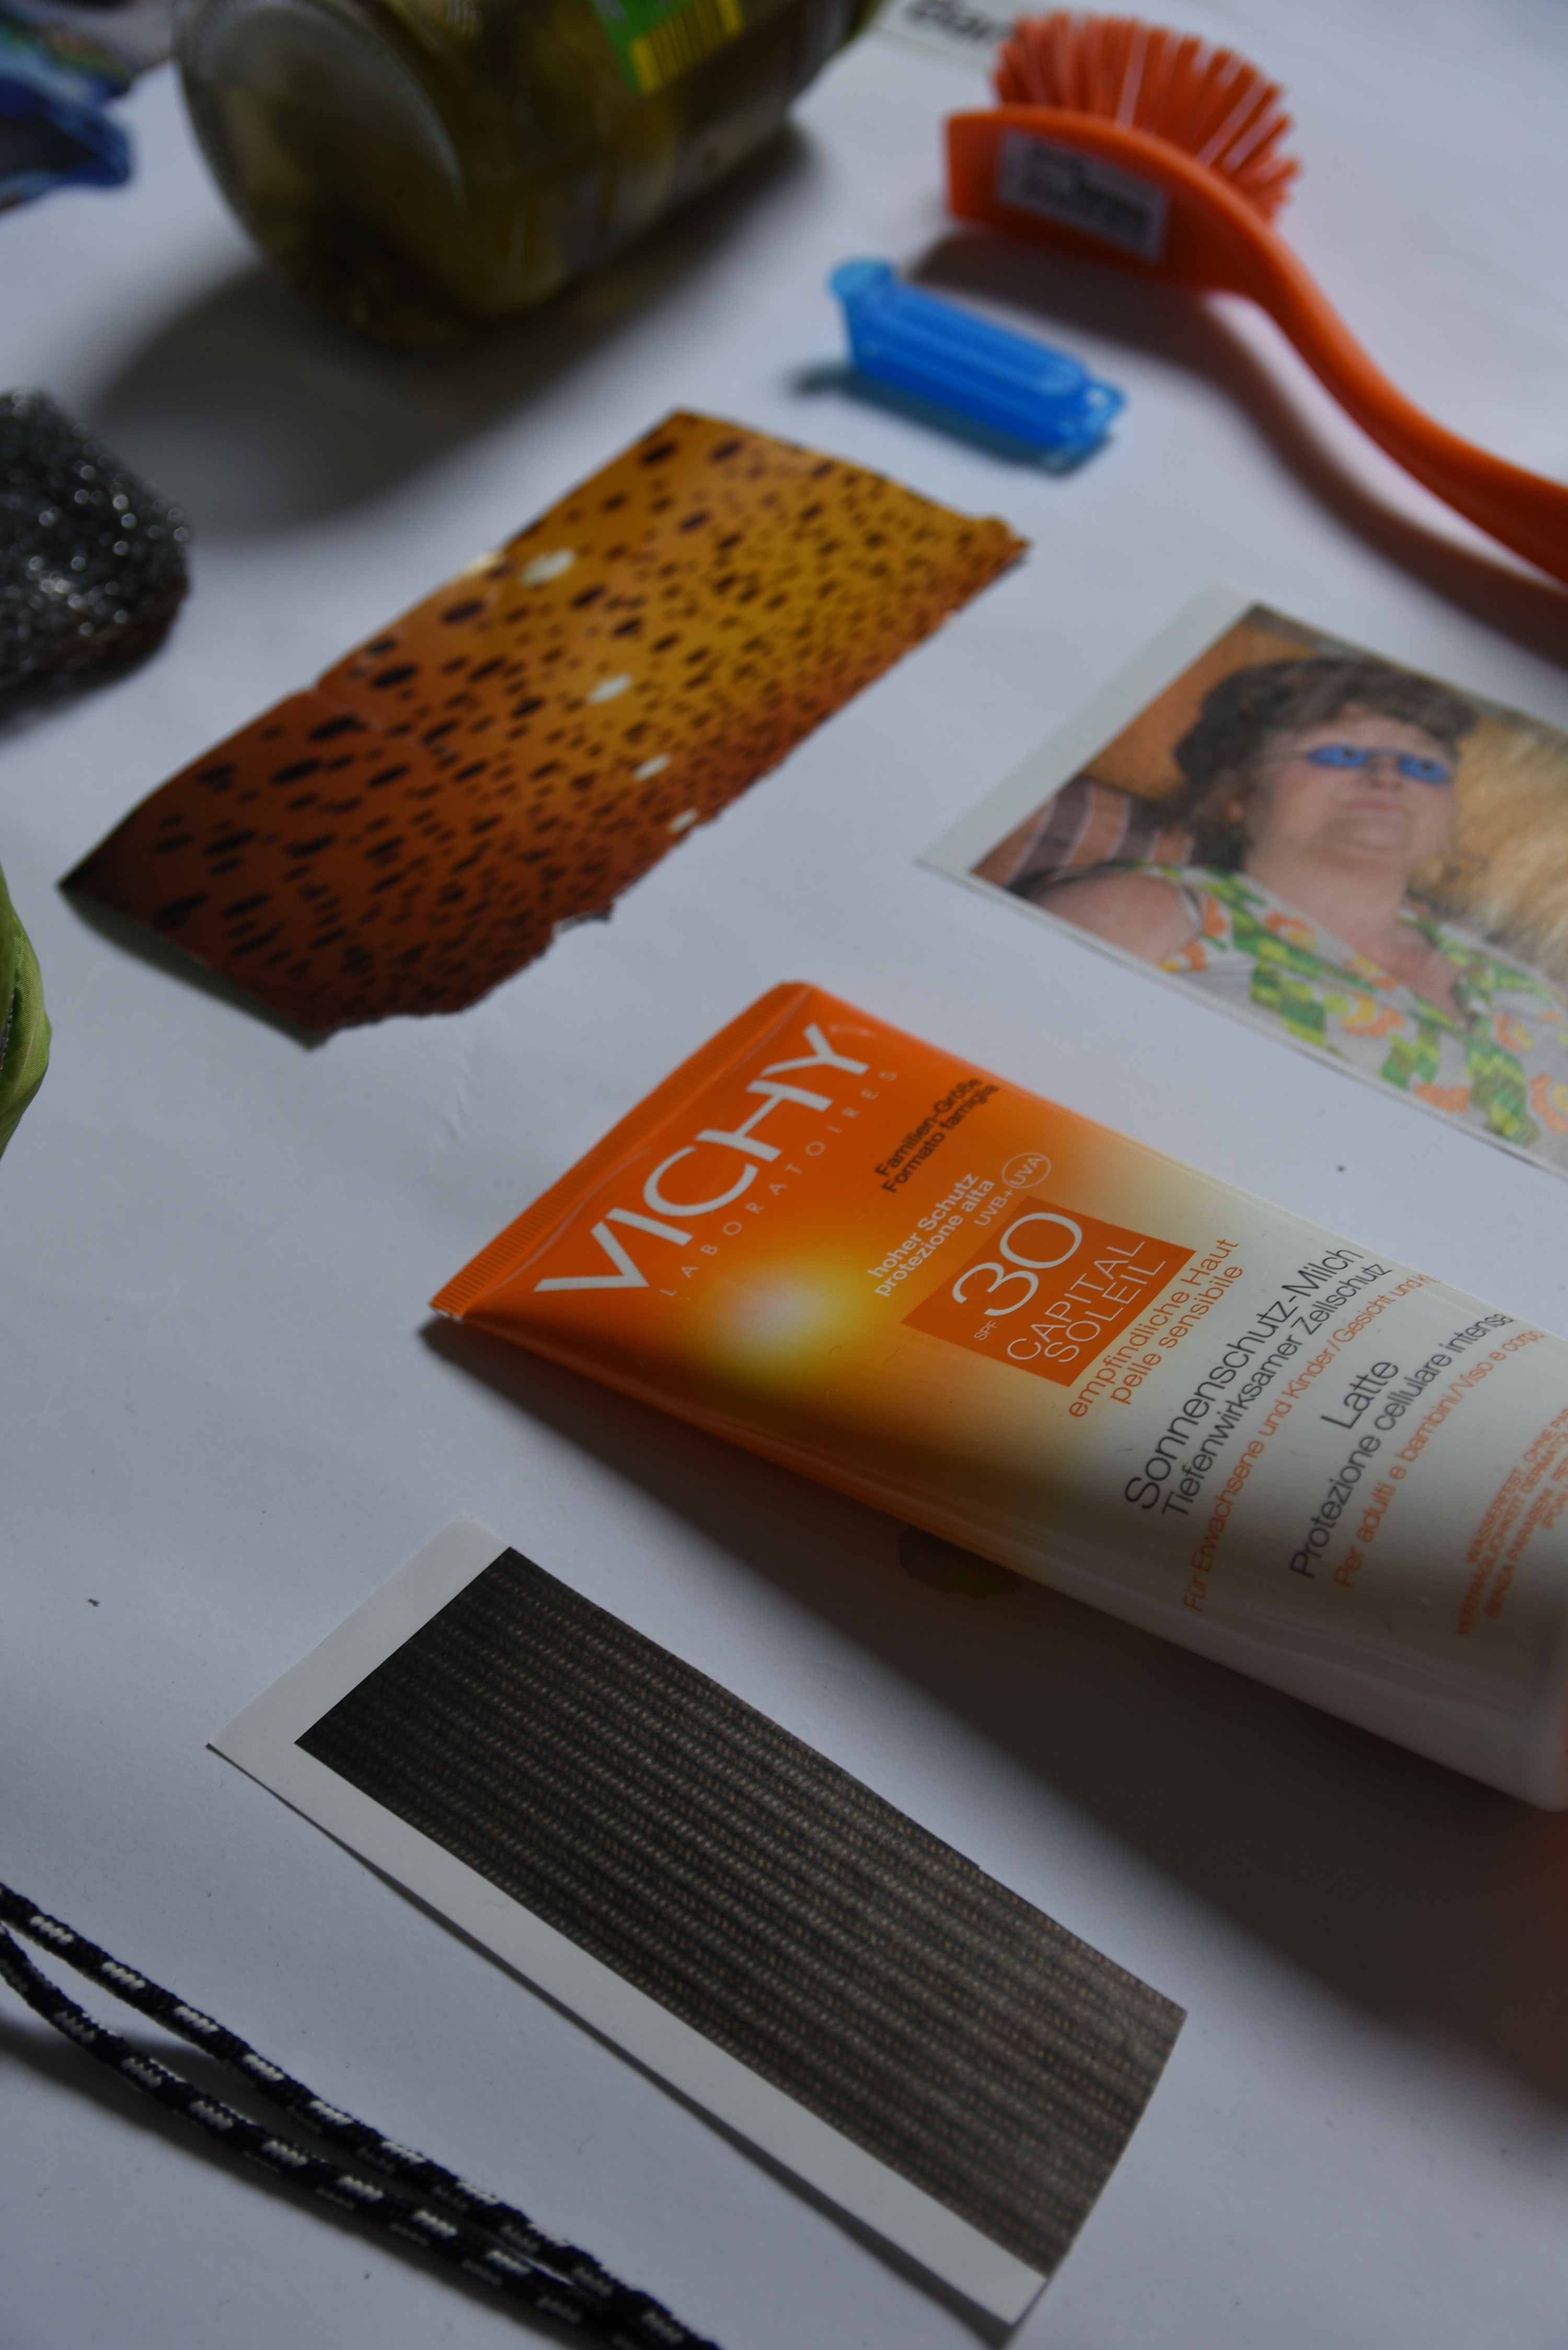 VICHY
LABORATOIRES
Familien-Größe
Formato famiglia
hoher Schutz
protezione alta
UVB+ UVA
SPF 30
CAPITAL
SOLEIL
empfindliche Haut
pelle sensibile
Sonnenschutz-Milch
Tiefenwirksamer Zellschutz
Für Erwachsene und Kinder/Gesicht und
Latte
Protezione cellulare intensa
Per adulti e bambini/Viso e corpo
WASSERFEST. OHNE